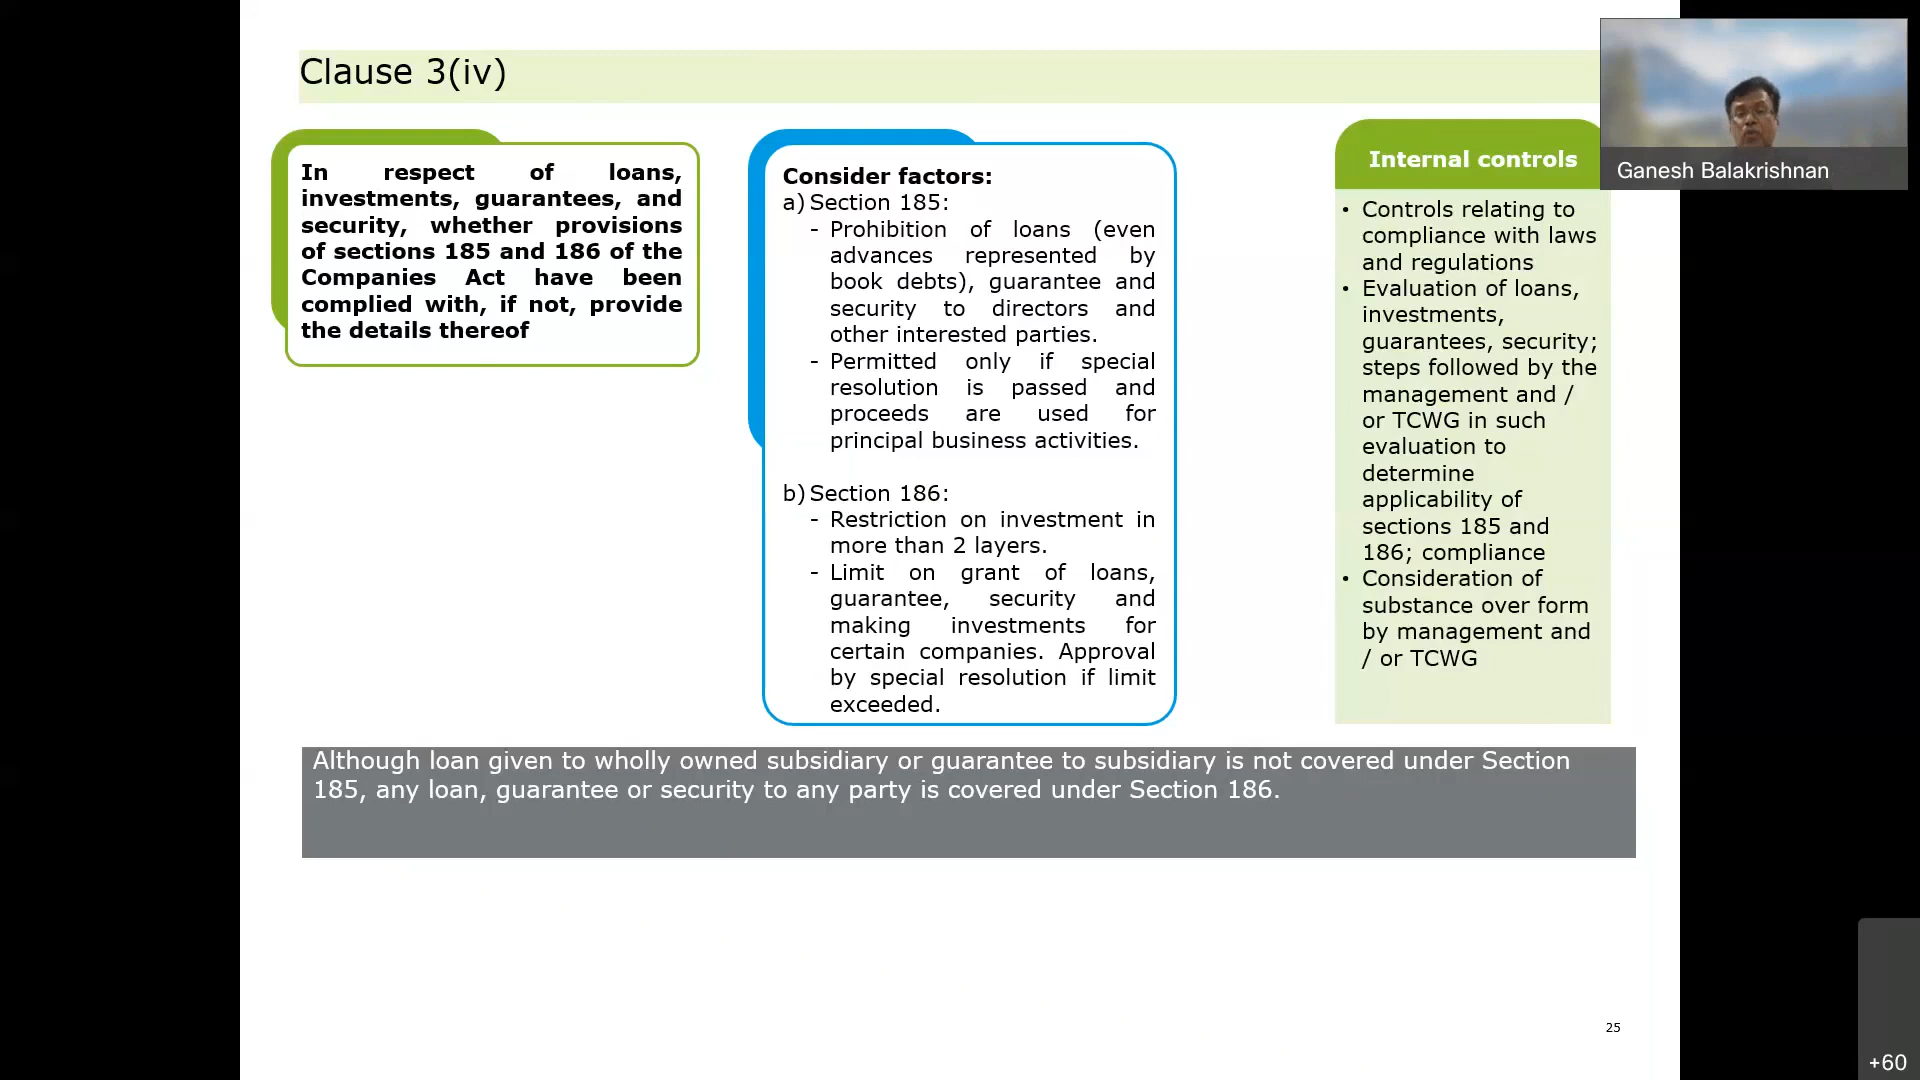 Clause 3(iv)
In respect of loans,
investments, guarantees, and
security, whether provisions
of sections 185 and 186 of the
Companies Act have been
complied with, if not, provide
the details thereof
Consider factors:
a) Section 185:
- Prohibition of loans (even
advances represented by
book debts), guarantee and
security to directors and
other interested parties.
- Permitted only if special
resolution is passed and
proceeds are used for
principal business activities.
b) Section 186:
- Restriction on investment in
more than 2 layers.
- Limit on grant of loans,
guarantee, security and
making investments for
certain companies. Approval
by special resolution if limit
exceeded.
Internal controls
• Controls relating to
compliance with laws
and regulations
• Evaluation of loans,
investments,
guarantees, security;
steps followed by the
management and /
or TCWG in such
evaluation to
determine
applicability of
sections 185 and
186; compliance
• Consideration of
substance over form
by management and
/ or TCWG
Ganesh Balakrishnan
Although loan given to wholly owned subsidiary or guarantee to subsidiary is not covered under Section
185, any loan, guarantee or security to any party is covered under Section 186.
25
+60